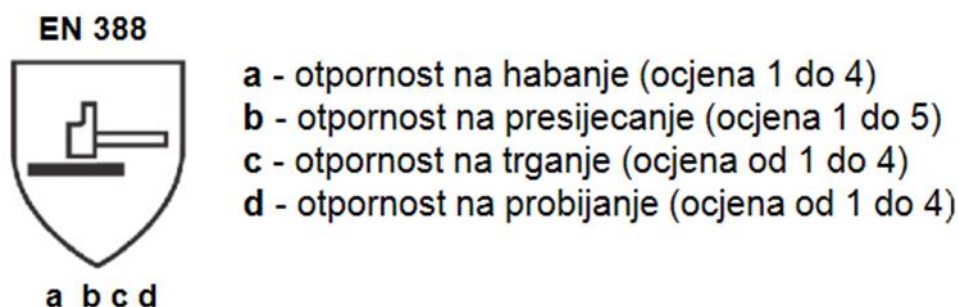 EN 388
a - otpornost na habanje (ocjena 1 do 4)
b - otpornost na presijecanje (ocjena 1 do 5)
c - otpornost na trganje (ocjena od 1 do 4)
d - otpornost na probijanje (ocjena od 1 do 4)
a b c d